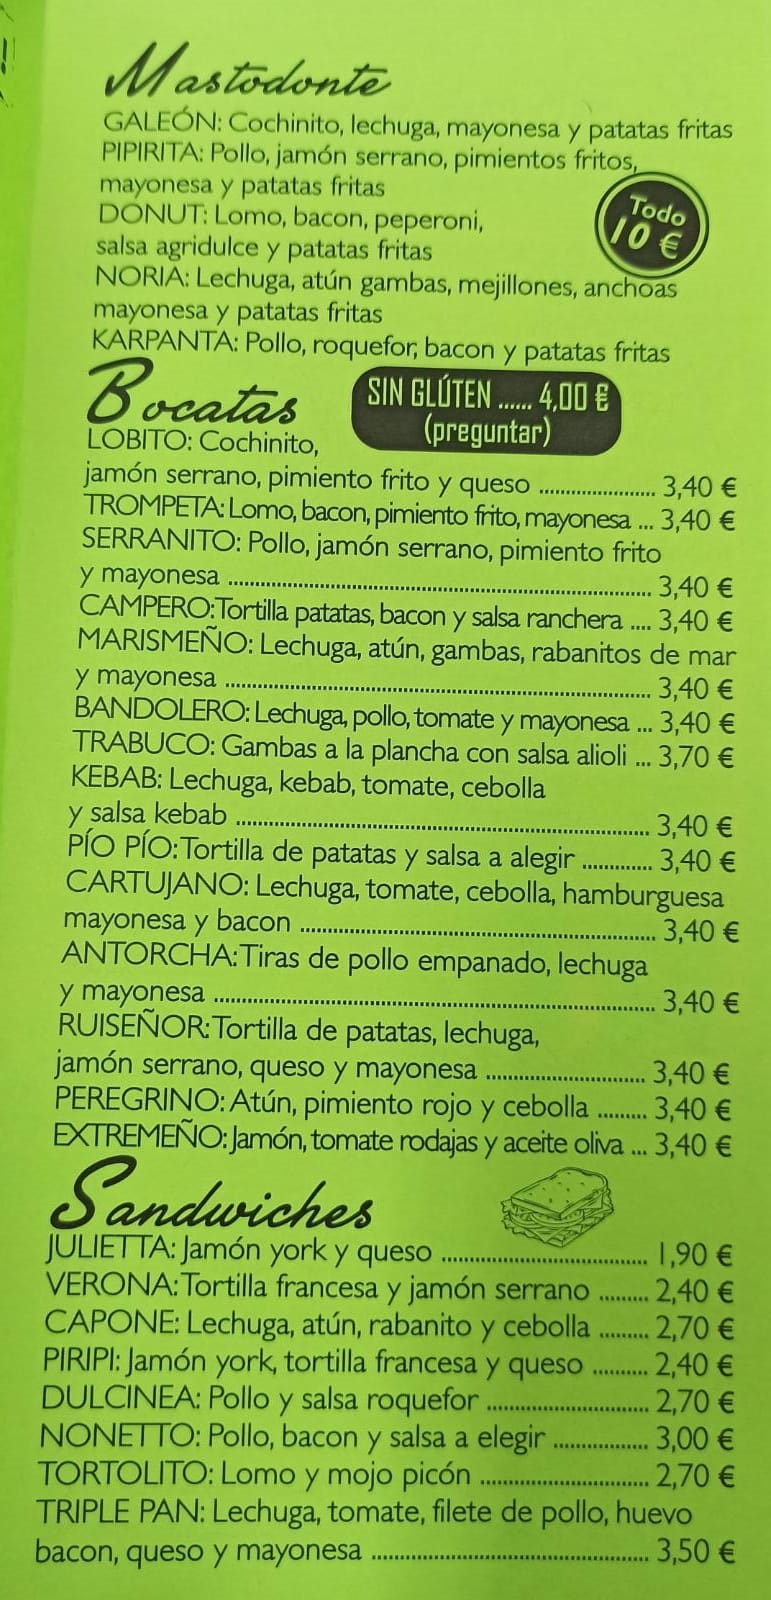 Mastodonte
GALEÓN: Cochinito, lechuga, mayonesa y patatas fritas
PIPIRITA: Pollo, jamón serrano, pimientos fritos,
mayonesa y patatas fritas
DONUT: Lomo, bacon, peperoni,
salsa agridulce y patatas fritas
Todo
10 €
NORIA: Lechuga, atún gambas, mejillones, anchoas
mayonesa y patatas fritas
KARPANTA: Pollo, roquefor, bacon y patatas fritas
Bocatas
SIN GLÚTEN ...... 4,00 €
(preguntar)
LOBITO: Cochinito,
jamón serrano, pimiento frito y queso ...................... 3,40 €
TROMPETA: Lomo, bacon, pimiento frito, mayonesa ... 3,40 €
SERRANITO: Pollo, jamón serrano, pimiento frito
y mayonesa .................................................................................. 3,40 €
CAMPERO: Tortilla patatas, bacon y salsa ranchera .... 3,40 €
MARISMEÑO: Lechuga, atún, gambas, rabanitos de mar
y mayonesa .................................................................................. 3,40 €
BANDOLERO: Lechuga, pollo, tomate y mayonesa ... 3,40 €
TRABUCO: Gambas a la plancha con salsa alioli ... 3,70 €
KEBAB: Lechuga, kebab, tomate, cebolla
y salsa kebab ................................................................................ 3,40 €
PÍO PÍO: Tortilla de patatas y salsa a alegir ............. 3,40 €
CARTUJANO: Lechuga, tomate, cebolla, hamburguesa
mayonesa y bacon .................................................................... 3,40 €
ANTORCHA: Tiras de pollo empanado, lechuga
y mayonesa .................................................................................... 3,40 €
RUISEÑOR: Tortilla de patatas, lechuga,
jamón serrano, queso y mayonesa .............................. 3,40 €
PEREGRINO: Atún, pimiento rojo y cebolla ......... 3,40 €
EXTREMEÑO: Jamón, tomate rodajas y aceite oliva ... 3,40 €
Sandwiches
JULIETTA: Jamón york y queso ....................................... 1,90 €
VERONA: Tortilla francesa y jamón serrano ......... 2,40 €
CAPONE: Lechuga, atún, rabanito y cebolla ......... 2,70 €
PIRIPI: Jamón york, tortilla francesa y queso .......... 2,40 €
DULCINEA: Pollo y salsa roquefor ............................... 2,70 €
NONETTO: Pollo, bacon y salsa a elegir .................. 3,00 €
TORTOLITO: Lomo y mojo picón ................................ 2,70 €
TRIPLE PAN: Lechuga, tomate, filete de pollo, huevo
bacon, queso y mayonesa ..................................................... 3,50 €